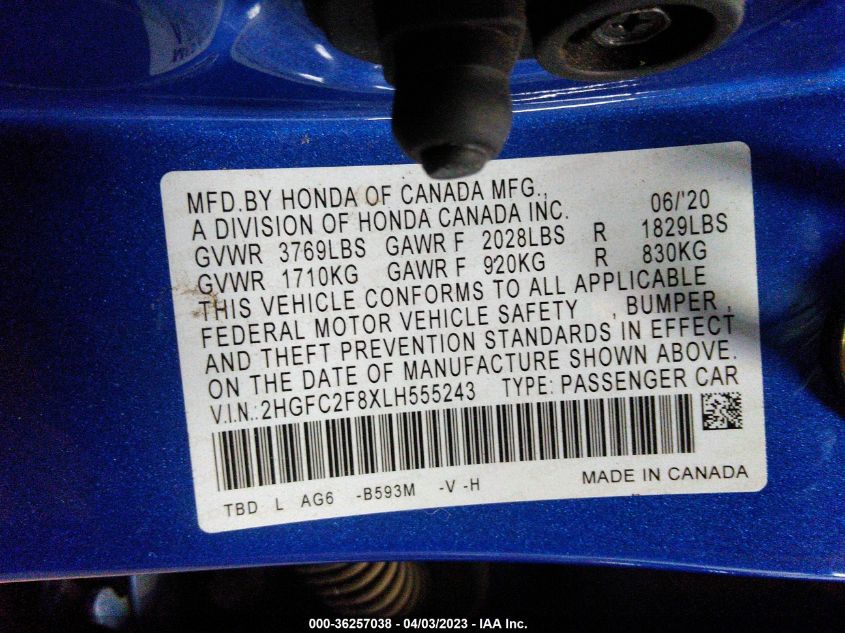 MFD.BY HONDA OF CANADA MFG., 06/'20
A DIVISION OF HONDA CANADA INC.
GVWR 3769LBS GAWR F 2028LBS R 1829LBS
GVWR 1710KG GAWR F 920KG R 830KG
THIS VEHICLE CONFORMS TO ALL APPLICABLE
FEDERAL MOTOR VEHICLE SAFETY , BUMPER ,
AND THEFT PREVENTION STANDARDS IN EFFECT
ON THE DATE OF MANUFACTURE SHOWN ABOVE.
V.I.N.:2HGFC2F8XLH555243 TYPE: PASSENGER CAR
TBD L AG6 -B593M -V -H MADE IN CANADA
000-36257038 - 04/03/2023 - IAA Inc.